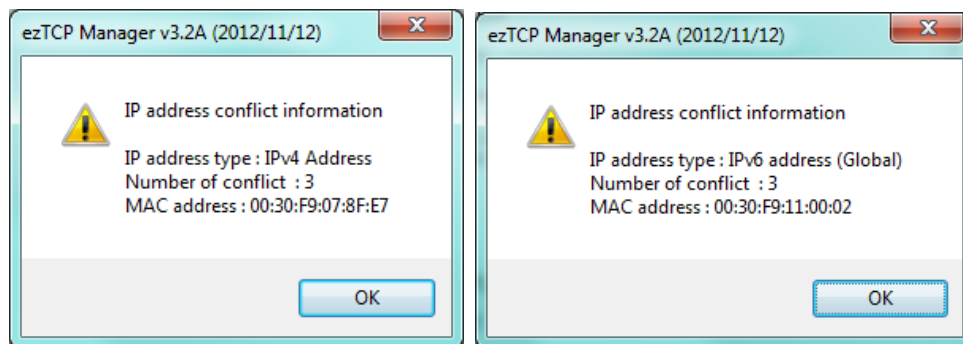 ezTCP Manager v3.2A (2012/11/12)
IP address conflict information
IP address type : IPv4 Address
Number of conflict : 3
MAC address : 00:30:F9:07:8F:E7
OK
ezTCP Manager v3.2A (2012/11/12)
IP address conflict information
IP address type : IPv6 address (Global)
Number of conflict : 3
MAC address : 00:30:F9:11:00:02
OK